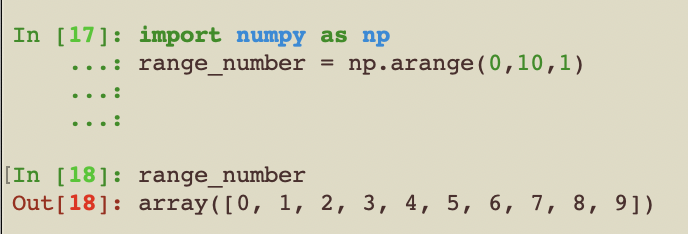 In [17]: import numpy as np
    ...: range_number = np.arange(0,10,1)
    ...:
    ...:
[In [18]: range_number
Out[18]: array([0, 1, 2, 3, 4, 5, 6, 7, 8, 9])